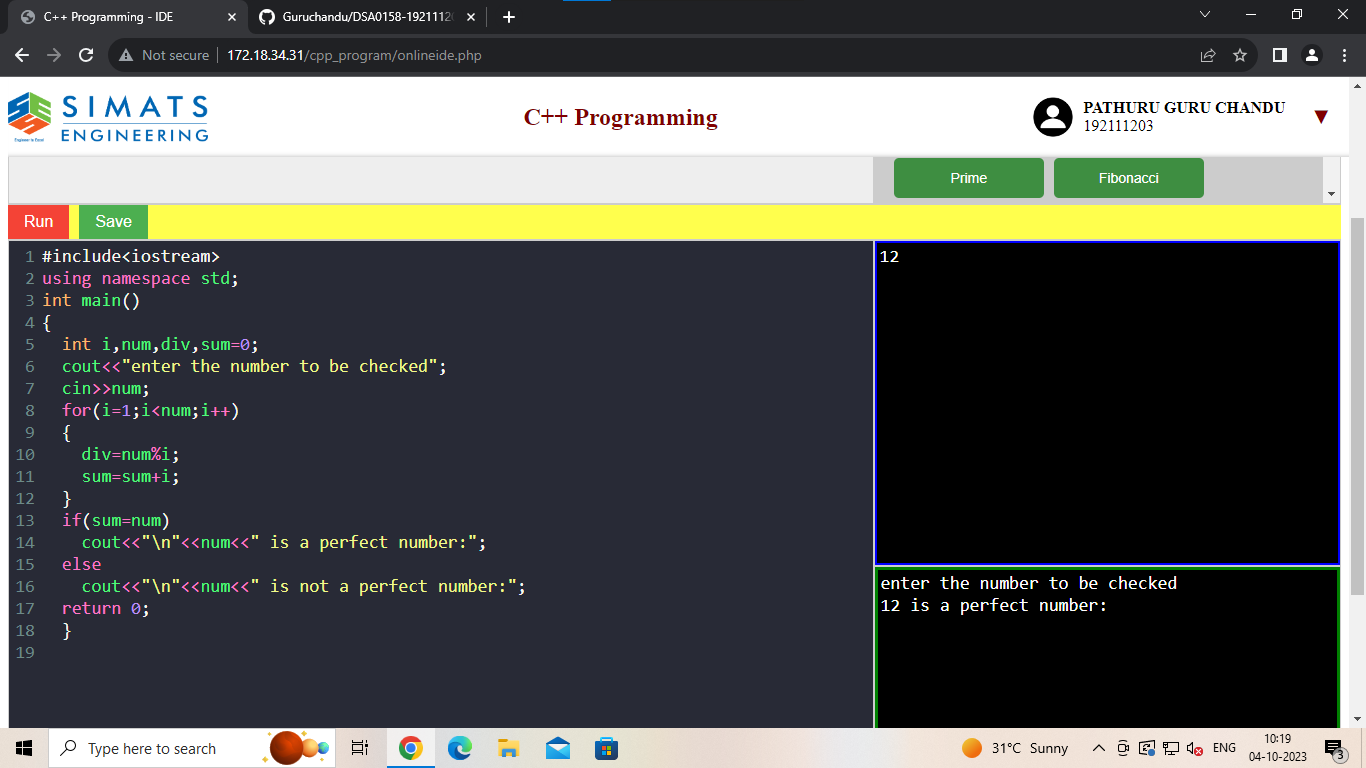 C++ Programming - IDE
Guruchandu/DSA0158-1921112
Not secure
172.18.34.31/cpp_program/onlineide.php
SIMATS
ENGINEERING
Engineer to Excel
C++ Programming
PATHURU GURU CHANDU
192111203
Prime
Fibonacci
Run
Save
1 #include<iostream>
2 using namespace std;
3 int main()
4 {
5   int i,num,div,sum=0;
6   cout<<"enter the number to be checked";
7   cin>>num;
8   for(i=1;i<num;i++)
9   {
10     div=num%i;
11     sum=sum+i;
12   }
13   if(sum=num)
14     cout<<"\n"<<num<<" is a perfect number:";
15   else
16     cout<<"\n"<<num<<" is not a perfect number:";
17   return 0;
18   }
19
12
enter the number to be checked
12 is a perfect number:
Type here to search
31°C Sunny
ENG
10:19
04-10-2023
3